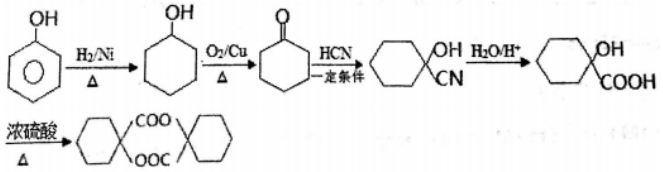 OH OH O OH OH
H₂/Ni △ O₂/Cu △ HCN 一定条件 CN H₂O/H⁺ COOH
浓硫酸 △ COO OOC